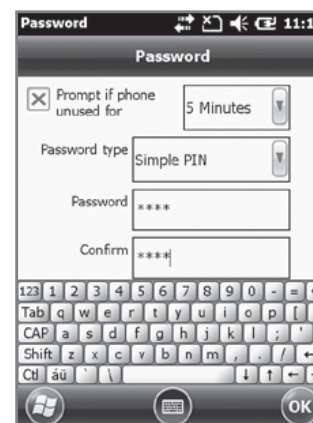 Password 11:1
Password
Prompt if phone
unused for
5 Minutes
Password type
Simple PIN
Password
****
Confirm
****
123 1 2 3 4 5 6 7 8 9 0 - =
Tab q w e r t y u i o p [
CAP a s d f g h j k l ; '
Shift z x c v b n m , . /
Ctl áü ` \
OK